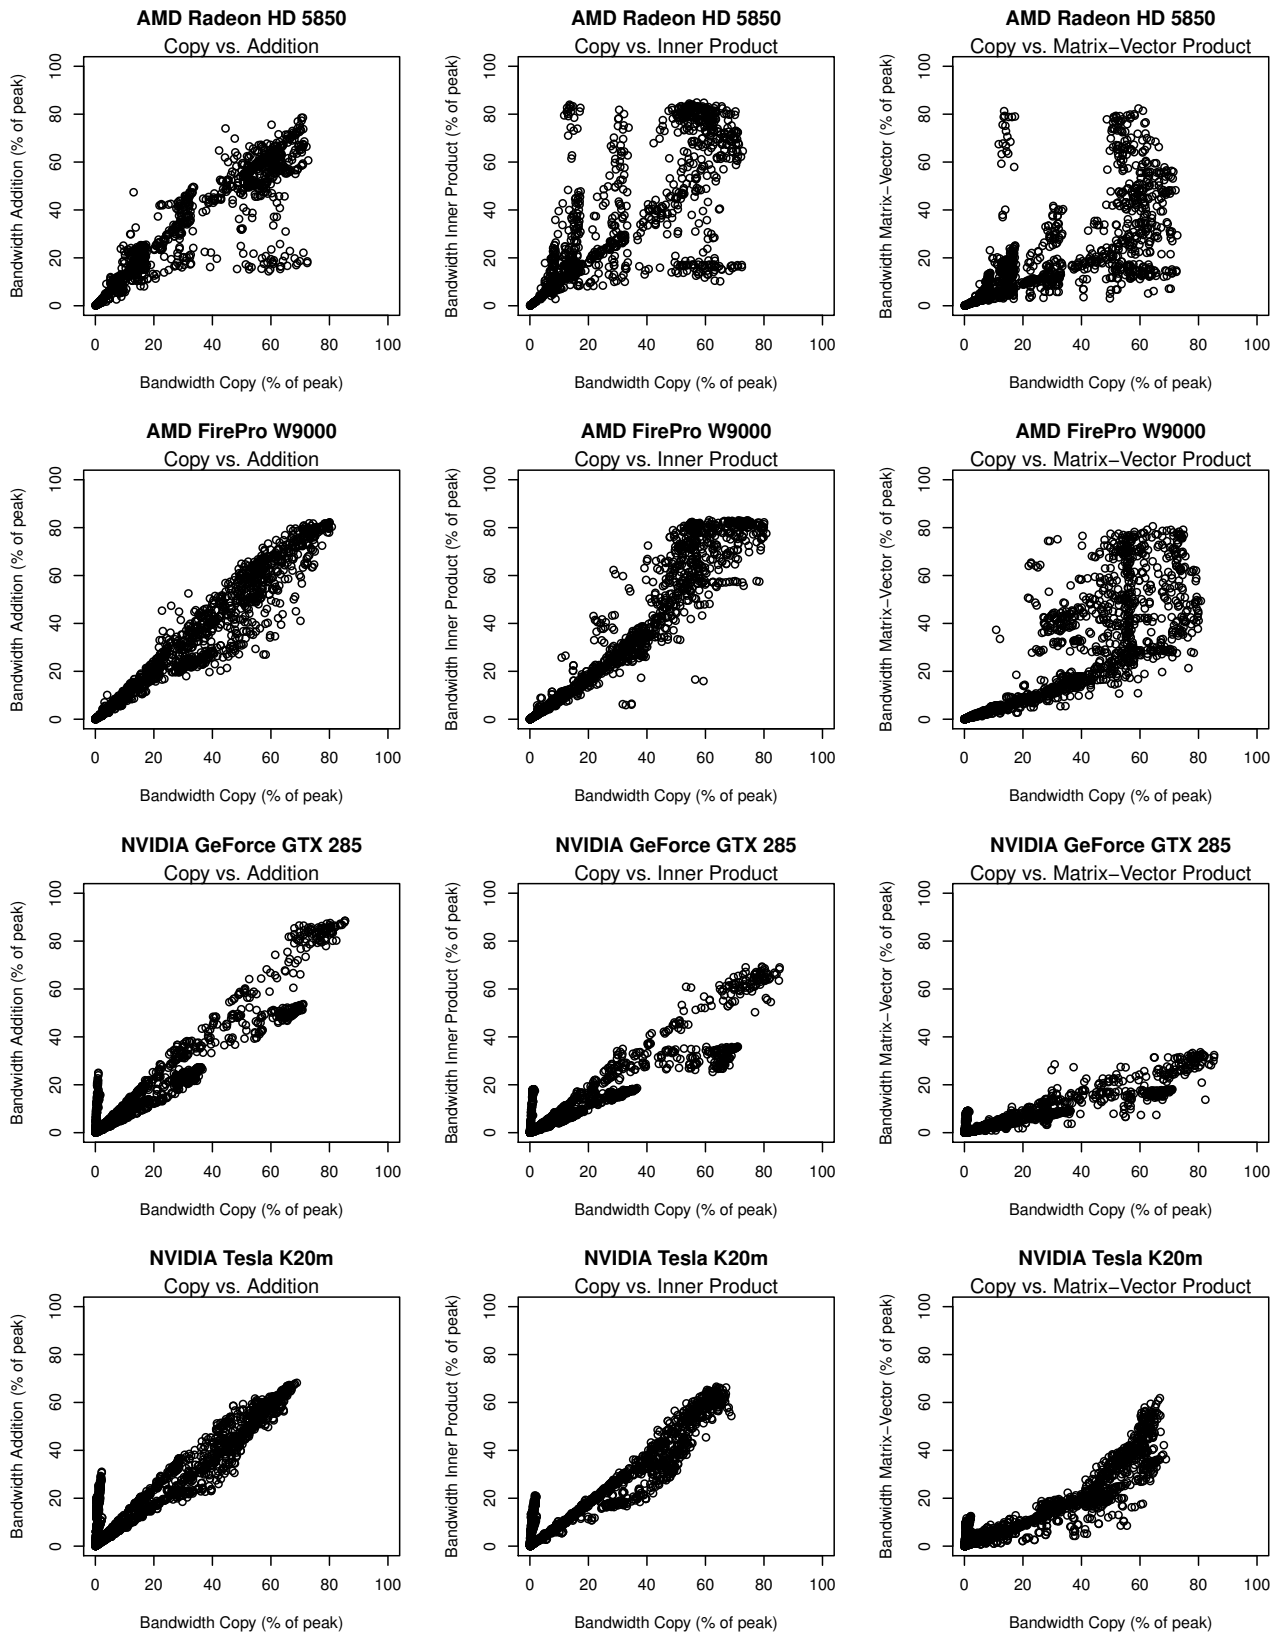 AMD Radeon HD 5850
Copy vs. Addition
Bandwidth Addition (% of peak)
0 20 40 60 80 100
0 20 40 60 80 100
Bandwidth Copy (% of peak)
AMD Radeon HD 5850
Copy vs. Inner Product
Bandwidth Inner Product (% of peak)
0 20 40 60 80 100
0 20 40 60 80 100
Bandwidth Copy (% of peak)
AMD Radeon HD 5850
Copy vs. Matrix−Vector Product
Bandwidth Matrix−Vector (% of peak)
0 20 40 60 80 100
0 20 40 60 80 100
Bandwidth Copy (% of peak)
AMD FirePro W9000
Copy vs. Addition
Bandwidth Addition (% of peak)
0 20 40 60 80 100
0 20 40 60 80 100
Bandwidth Copy (% of peak)
AMD FirePro W9000
Copy vs. Inner Product
Bandwidth Inner Product (% of peak)
0 20 40 60 80 100
0 20 40 60 80 100
Bandwidth Copy (% of peak)
AMD FirePro W9000
Copy vs. Matrix−Vector Product
Bandwidth Matrix−Vector (% of peak)
0 20 40 60 80 100
0 20 40 60 80 100
Bandwidth Copy (% of peak)
NVIDIA GeForce GTX 285
Copy vs. Addition
Bandwidth Addition (% of peak)
0 20 40 60 80 100
0 20 40 60 80 100
Bandwidth Copy (% of peak)
NVIDIA GeForce GTX 285
Copy vs. Inner Product
Bandwidth Inner Product (% of peak)
0 20 40 60 80 100
0 20 40 60 80 100
Bandwidth Copy (% of peak)
NVIDIA GeForce GTX 285
Copy vs. Matrix−Vector Product
Bandwidth Matrix−Vector (% of peak)
0 20 40 60 80 100
0 20 40 60 80 100
Bandwidth Copy (% of peak)
NVIDIA Tesla K20m
Copy vs. Addition
Bandwidth Addition (% of peak)
0 20 40 60 80 100
0 20 40 60 80 100
Bandwidth Copy (% of peak)
NVIDIA Tesla K20m
Copy vs. Inner Product
Bandwidth Inner Product (% of peak)
0 20 40 60 80 100
0 20 40 60 80 100
Bandwidth Copy (% of peak)
NVIDIA Tesla K20m
Copy vs. Matrix−Vector Product
Bandwidth Matrix−Vector (% of peak)
0 20 40 60 80 100
0 20 40 60 80 100
Bandwidth Copy (% of peak)